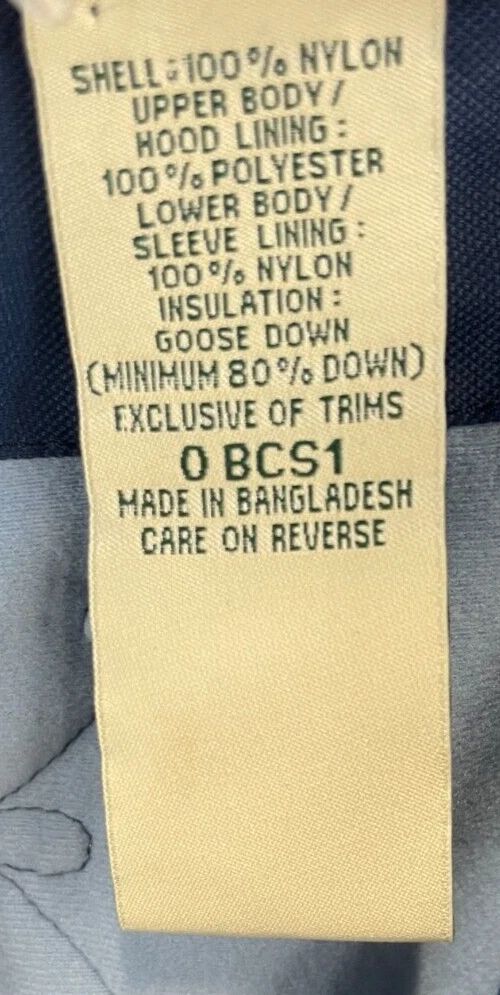 SHELL : 100% NYLON
UPPER BODY /
HOOD LINING :
100% POLYESTER
LOWER BODY /
SLEEVE LINING :
100% NYLON
INSULATION :
GOOSE DOWN
(MINIMUM 80% DOWN)
EXCLUSIVE OF TRIMS
0 BCS1
MADE IN BANGLADESH
CARE ON REVERSE